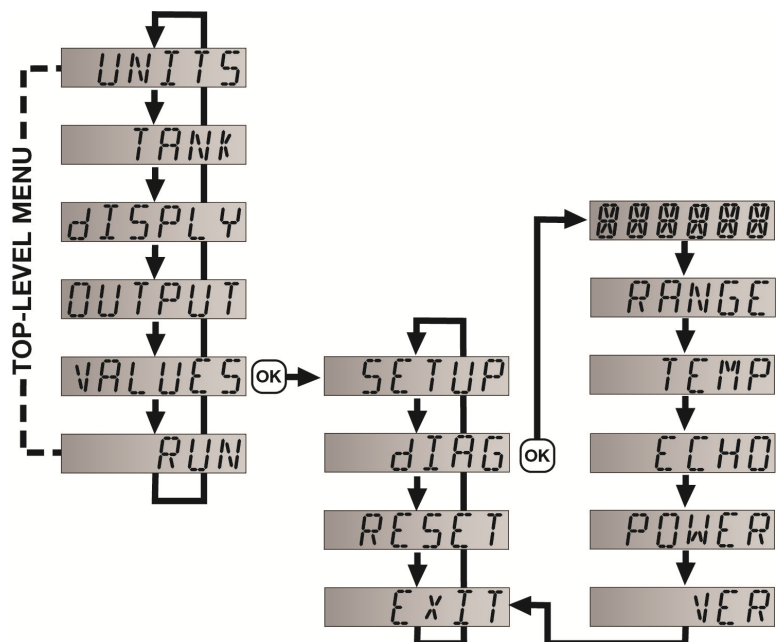 TOP-LEVEL MENU
UNITS
TANK
dISPLY
OUTPUT
VALUES
RUN
OK
SETUP
dIAG
RESET
ExIT
OK
888888
RANGE
TEMP
ECHO
POWER
VER